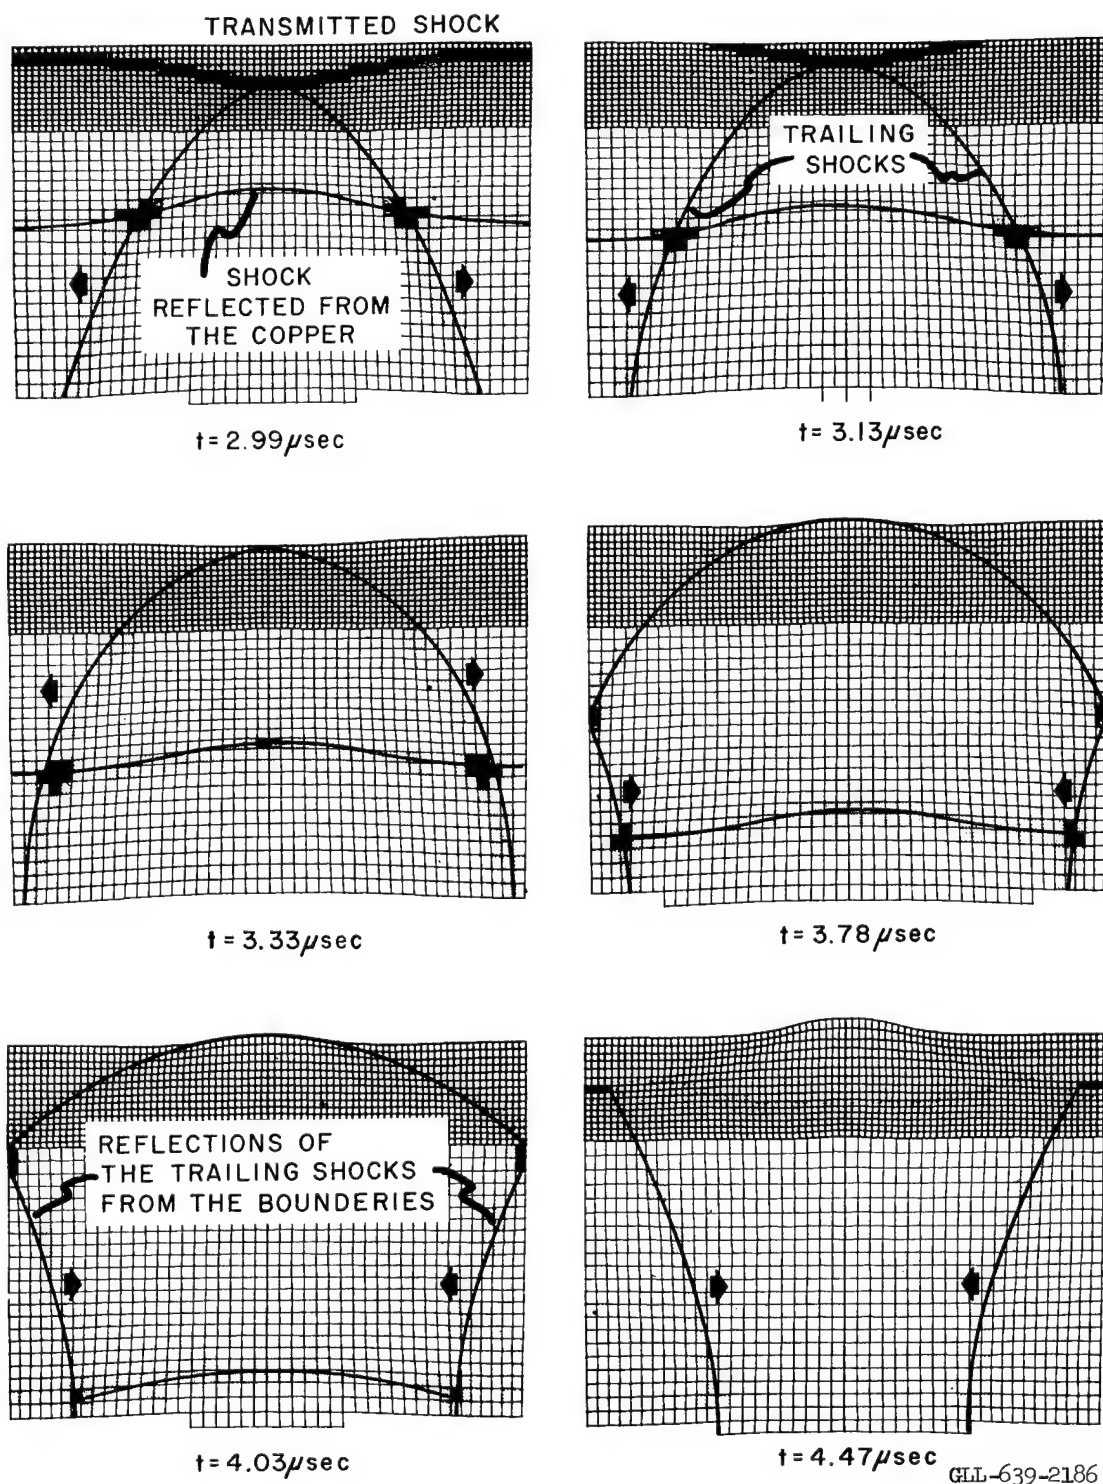 TRANSMITTED SHOCK
SHOCK
REFLECTED FROM
THE COPPER
t = 2.99 μsec
TRAILING
SHOCKS
t = 3.13 μsec
t = 3.33 μsec
t = 3.78 μsec
REFLECTIONS OF
THE TRAILING SHOCKS
FROM THE BOUNDERIES
t = 4.03 μsec
t = 4.47 μsec
GLL-639-2186